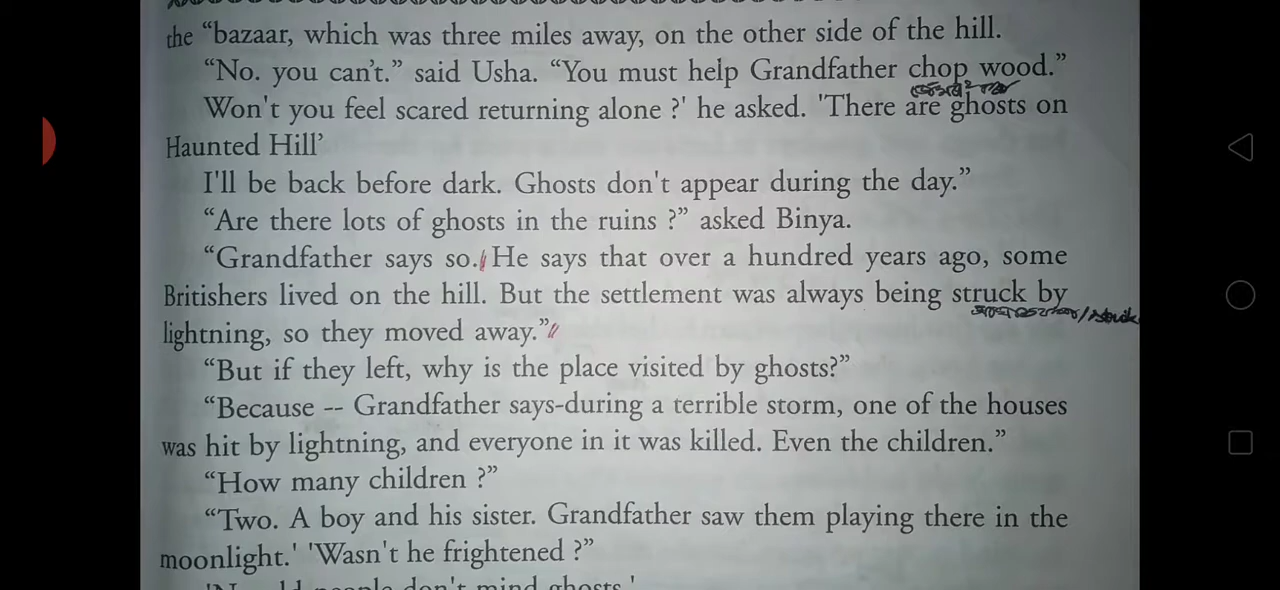 the “bazaar, which was three miles away, on the other side of the hill.
“No. you can’t.” said Usha. “You must help Grandfather chop wood.”
Won't you feel scared returning alone ?' he asked. 'There are ghosts on
Haunted Hill’
I'll be back before dark. Ghosts don't appear during the day.”
“Are there lots of ghosts in the ruins ?” asked Binya.
“Grandfather says so. He says that over a hundred years ago, some
Britishers lived on the hill. But the settlement was always being struck by
lightning, so they moved away.”
“But if they left, why is the place visited by ghosts?”
“Because -- Grandfather says-during a terrible storm, one of the houses
was hit by lightning, and everyone in it was killed. Even the children.”
“How many children ?”
“Two. A boy and his sister. Grandfather saw them playing there in the
moonlight.' 'Wasn't he frightened ?”
people don't mind ghosts.'